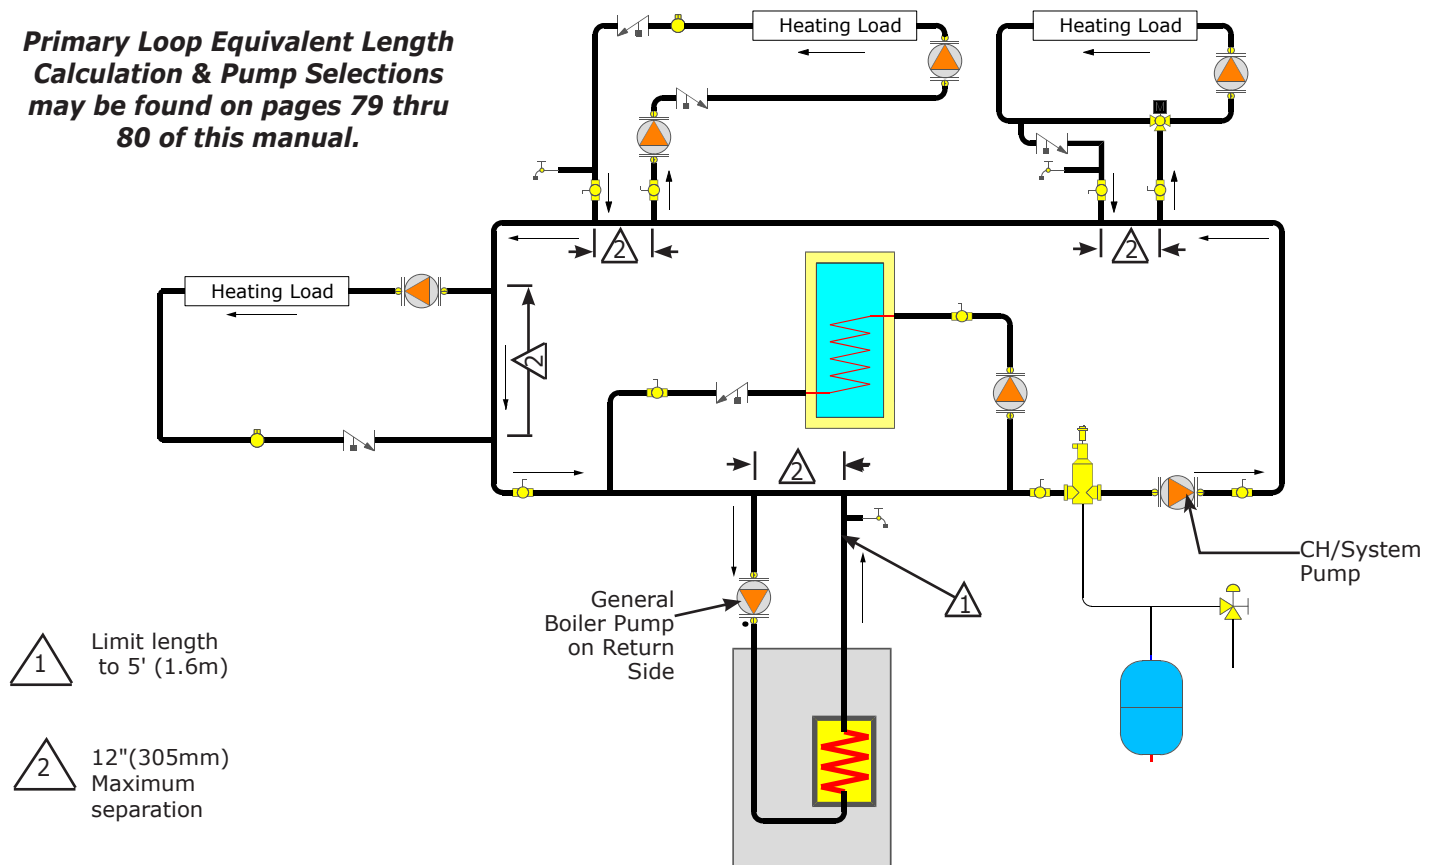 Primary Loop Equivalent Length
Calculation & Pump Selections
may be found on pages 79 thru
80 of this manual.
Heating Load
Heating Load
2
2
Heating Load
2
2
CH/System
Pump
General
Boiler Pump
on Return
Side
1
1
Limit length
to 5' (1.6m)
2
12"(305mm)
Maximum
separation